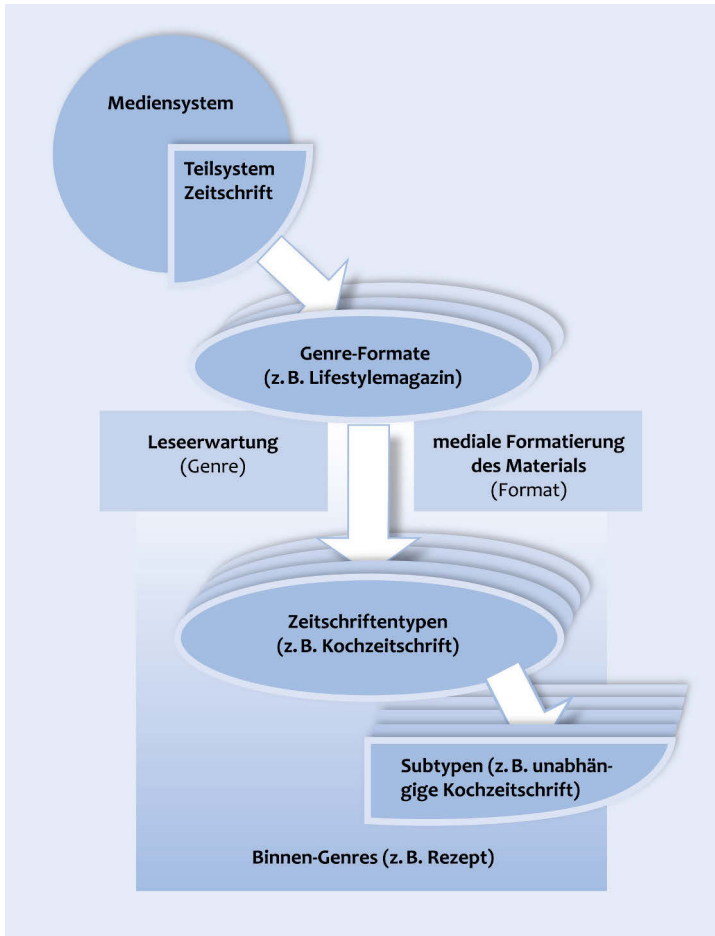 Mediensystem
Teilsystem
Zeitschrift
Genre-Formate
(z. B. Lifestylemagazin)
Leseerwartung
(Genre)
mediale Formatierung
des Materials
(Format)
Zeitschriftentypen
(z. B. Kochzeitschrift)
Subtypen (z. B. unabhän-
gige Kochzeitschrift)
Binnen-Genres (z. B. Rezept)